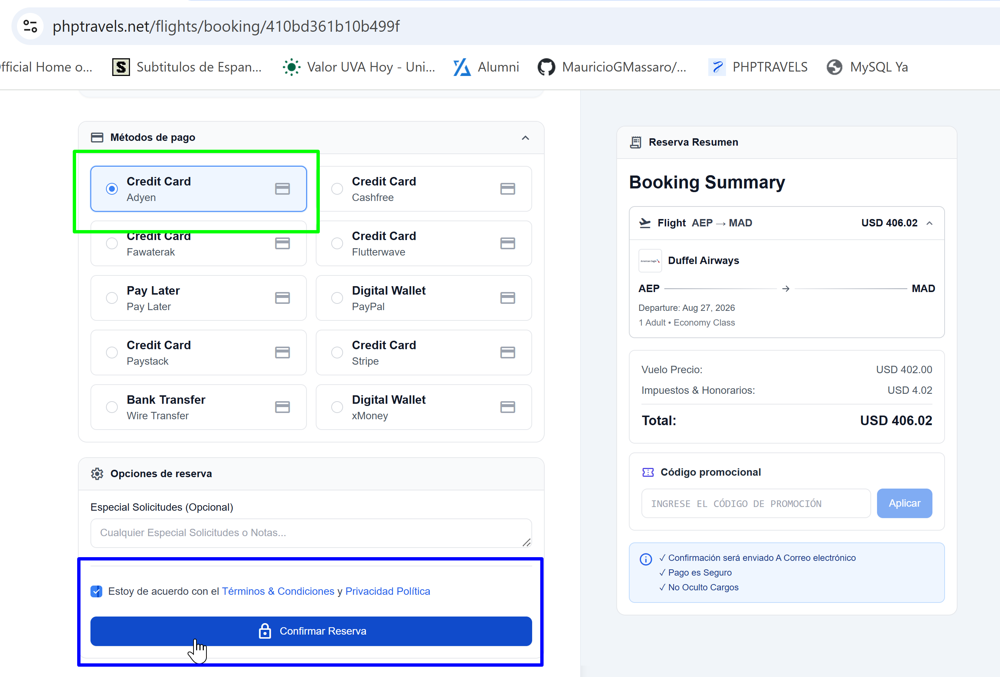 phptravels.net/flights/booking/410bd361b10b499f
fficial Home o...
Subtitulos de Espan...
Valor UVA Hoy - Uni...
Alumni
MauricioGMassaro/...
PHPTRAVELS
MySQL Ya
Métodos de pago
Credit Card
Adyen
Credit Card
Cashfree
Credit Card
Fawaterak
Credit Card
Flutterwave
Pay Later
Pay Later
Digital Wallet
PayPal
Credit Card
Paystack
Credit Card
Stripe
Bank Transfer
Wire Transfer
Digital Wallet
xMoney
Opciones de reserva
Especial Solicitudes (Opcional)
Cualquier Especial Solicitudes o Notas...
Estoy de acuerdo con el Términos & Condiciones y Privacidad Política
Confirmar Reserva
Reserva Resumen
Booking Summary
Flight AEP → MAD USD 406.02
American Eagle
Duffel Airways
AEP → MAD
Departure: Aug 27, 2026
1 Adult • Economy Class
Vuelo Precio: USD 402.00
Impuestos & Honorarios: USD 4.02
Total: USD 406.02
Código promocional
INGRESE EL CÓDIGO DE PROMOCIÓN
Aplicar
✓ Confirmación será enviado A Correo electrónico
✓ Pago es Seguro
✓ No Oculto Cargos